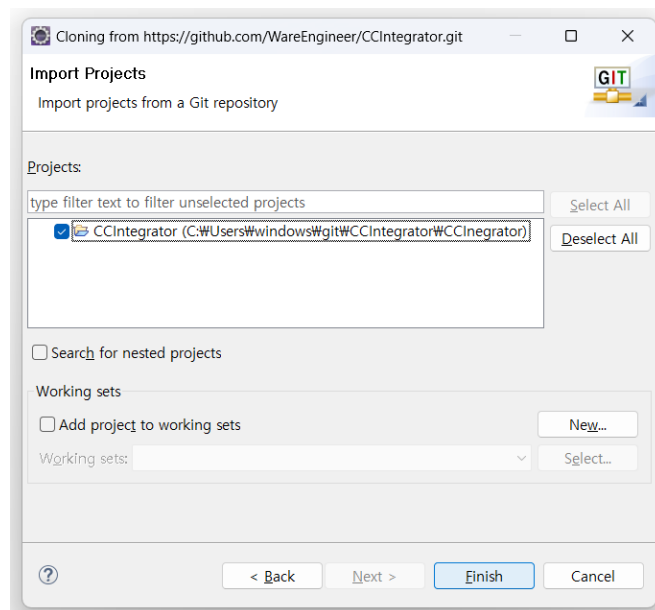 Cloning from https://github.com/WareEngineer/CCIntegrator.git
Import Projects
Import projects from a Git repository
GIT
Projects:
type filter text to filter unselected projects
Select All
CCIntegrator (C:₩Users₩windows₩git₩CCIntegrator₩CCInegrator)
Deselect All
Search for nested projects
Working sets
Add project to working sets
New...
Working sets:
Select...
?
< Back
Next >
Finish
Cancel